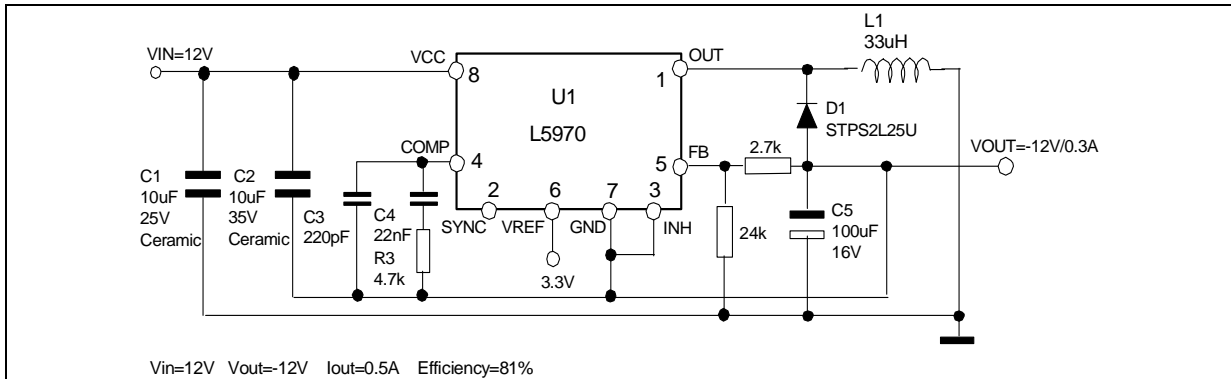 L1
33uH
VIN=12V
VCC
8
OUT
1
U1
L5970
D1
STPS2L25U
COMP
4
5
FB
2.7k
VOUT=-12V/0.3A
2
6
7
3
SYNC
VREF
GND
INH
C1
10uF
25V
Ceramic
C2
10uF
35V
Ceramic
C3
220pF
C4
22nF
R3
4.7k
3.3V
24k
C5
100uF
16V
Vin=12V Vout=-12V Iout=0.5A Efficiency=81%